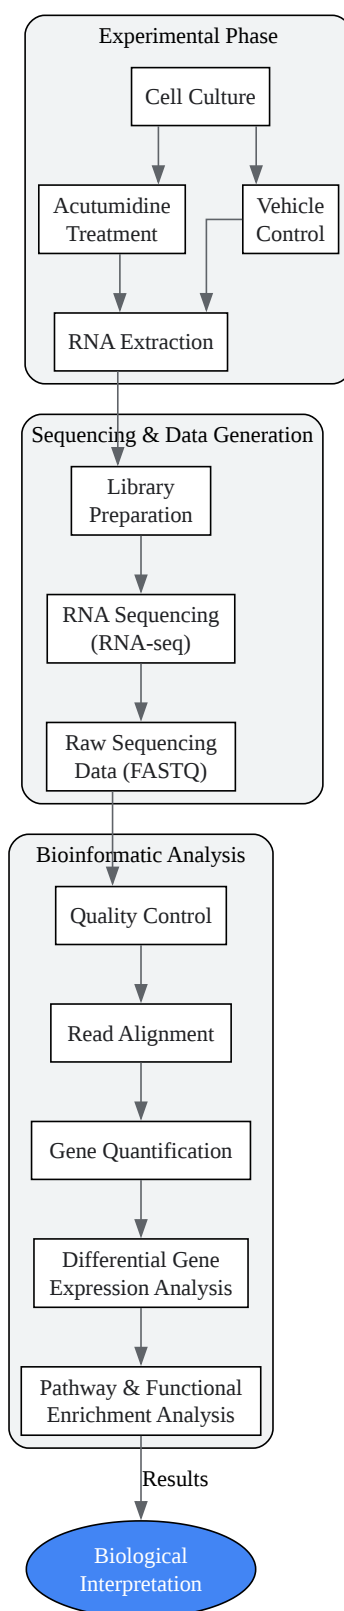 Experimental Phase
Cell Culture
Acutumidine
Treatment
Vehicle
Control
RNA Extraction
Sequencing & Data Generation
Library
Preparation
RNA Sequencing
(RNA-seq)
Raw Sequencing
Data (FASTQ)
Bioinformatic Analysis
Quality Control
Read Alignment
Gene Quantification
Differential Gene
Expression Analysis
Pathway & Functional
Enrichment Analysis
Results
Biological
Interpretation